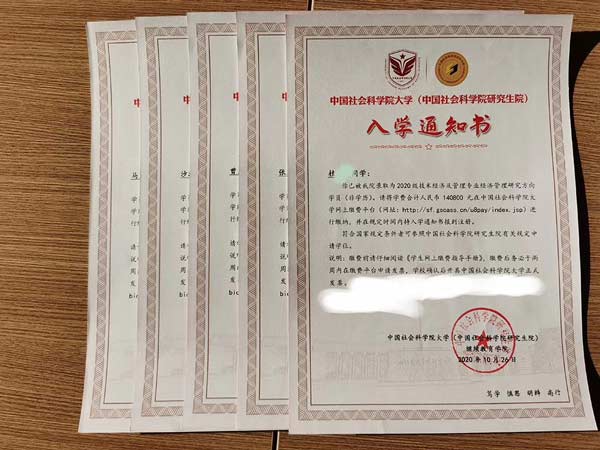 中国社会科学院大学（中国社会科学院研究生院）
入学通知书
同学：
你已被我院录取为2020级技术经济及管理专业经济管理研究方向
学员（非学历）。请将学费合计人民币 140800 元在中国社会科学院大
学网上缴费平台（网址：http://sf.gscass.cn/u8pay/index.jsp）进
行缴纳，并在规定时间内持入学通知书报到注册。
符合国家规定条件者可参照中国社会科学院研究生院有关规定申
请学位。
说明：缴费前请仔细阅读《学生网上缴费指导手册》，缴费后务必于两
周内在缴费平台申请发票，学校确认后开具中国社会科学院大学正式
发票。
中国社会科学院大学（中国社会科学院研究生院）
继续教育学院
2020年10月26日
笃学 慎思 明辨 尚行